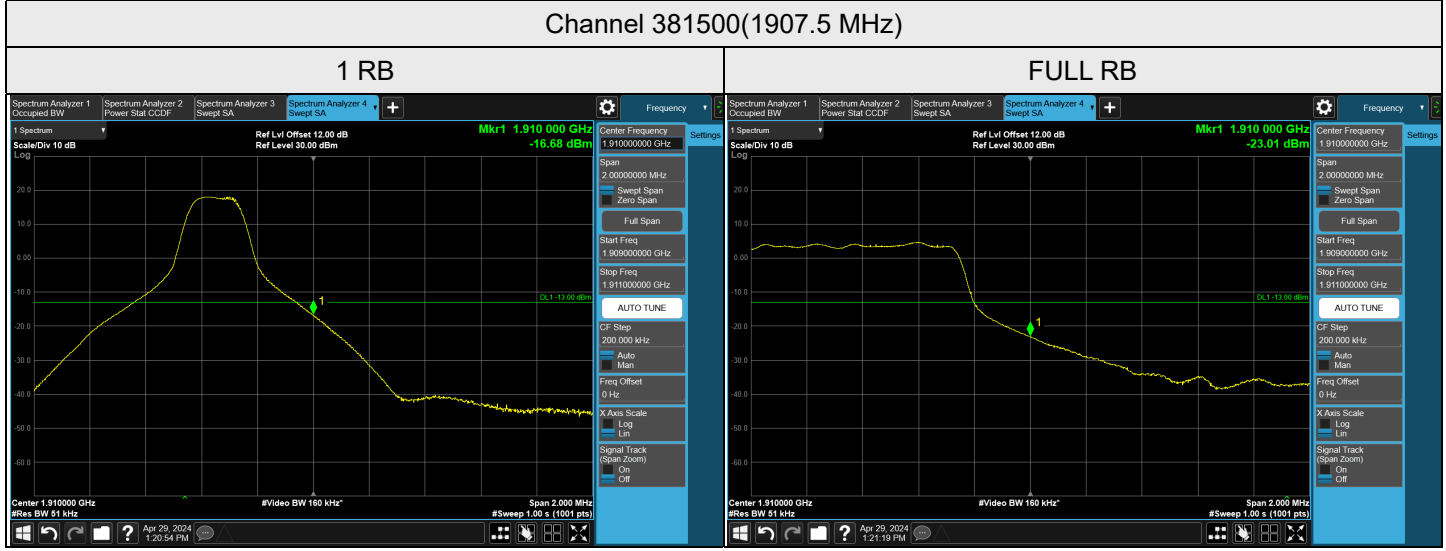 Channel 381500(1907.5 MHz)
1 RB
FULL RB
Spectrum Analyzer 1
Occupied BW
Spectrum Analyzer 2
Power Stat CCDF
Spectrum Analyzer 3
Swept SA
Spectrum Analyzer 4
Swept SA
Frequency
1 Spectrum
Scale/Div 10 dB
Log
Ref Lvl Offset 12.00 dB
Ref Level 30.00 dBm
Mkr1 1.910 000 GHz
-16.68 dBm
20.0
10.0
0.00
-10.0
-20.0
-30.0
-40.0
-50.0
-60.0
DL1 -13.00 dBm
1
Center 1.910000 GHz
#Res BW 51 kHz
#Video BW 160 kHz*
Span 2.000 MHz
#Sweep 1.00 s (1001 pts)
Center Frequency
1.910000000 GHz
Settings
Span
2.00000000 MHz
Swept Span
Zero Span
Full Span
Start Freq
1.909000000 GHz
Stop Freq
1.911000000 GHz
AUTO TUNE
CF Step
200.000 kHz
Auto
Man
Freq Offset
0 Hz
X Axis Scale
Log
Lin
Signal Track
(Span Zoom)
On
Off
?
Apr 29, 2024
1:20:54 PM
Spectrum Analyzer 1
Occupied BW
Spectrum Analyzer 2
Power Stat CCDF
Spectrum Analyzer 3
Swept SA
Spectrum Analyzer 4
Swept SA
Frequency
1 Spectrum
Scale/Div 10 dB
Log
Ref Lvl Offset 12.00 dB
Ref Level 30.00 dBm
Mkr1 1.910 000 GHz
-23.01 dBm
20.0
10.0
0.00
-10.0
-20.0
-30.0
-40.0
-50.0
-60.0
DL1 -13.00 dBm
1
Center 1.910000 GHz
#Res BW 51 kHz
#Video BW 160 kHz*
Span 2.000 MHz
#Sweep 1.00 s (1001 pts)
Center Frequency
1.910000000 GHz
Settings
Span
2.00000000 MHz
Swept Span
Zero Span
Full Span
Start Freq
1.909000000 GHz
Stop Freq
1.911000000 GHz
AUTO TUNE
CF Step
200.000 kHz
Auto
Man
Freq Offset
0 Hz
X Axis Scale
Log
Lin
Signal Track
(Span Zoom)
On
Off
?
Apr 29, 2024
1:21:19 PM